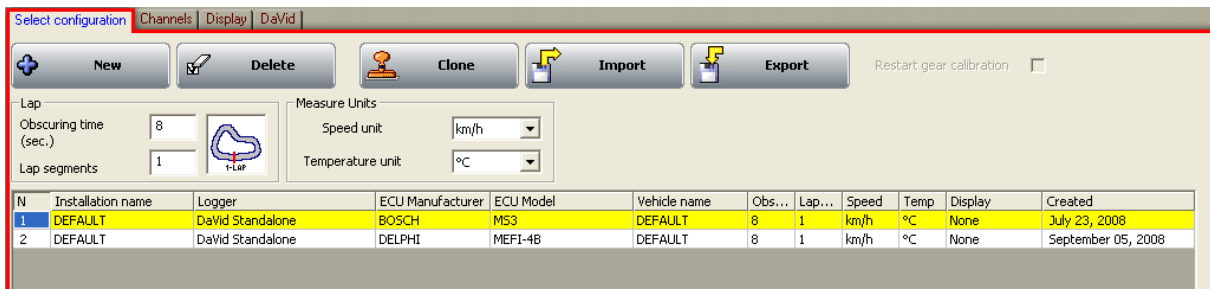 Select configuration Channels Display DaVid
New Delete Clone Import Export Restart gear calibration
Lap Measure Units
Obscuring time 8 Speed unit km/h
(sec.)
Lap segments 1 1-LAP Temperature unit °C
N Installation name Logger ECU Manufacturer ECU Model Vehicle name Obs... Lap... Speed Temp Display Created
1 DEFAULT DaVid Standalone BOSCH MS3 DEFAULT 8 1 km/h °C None July 23, 2008
2 DEFAULT DaVid Standalone DELPHI MEFI-4B DEFAULT 8 1 km/h °C None September 05, 2008